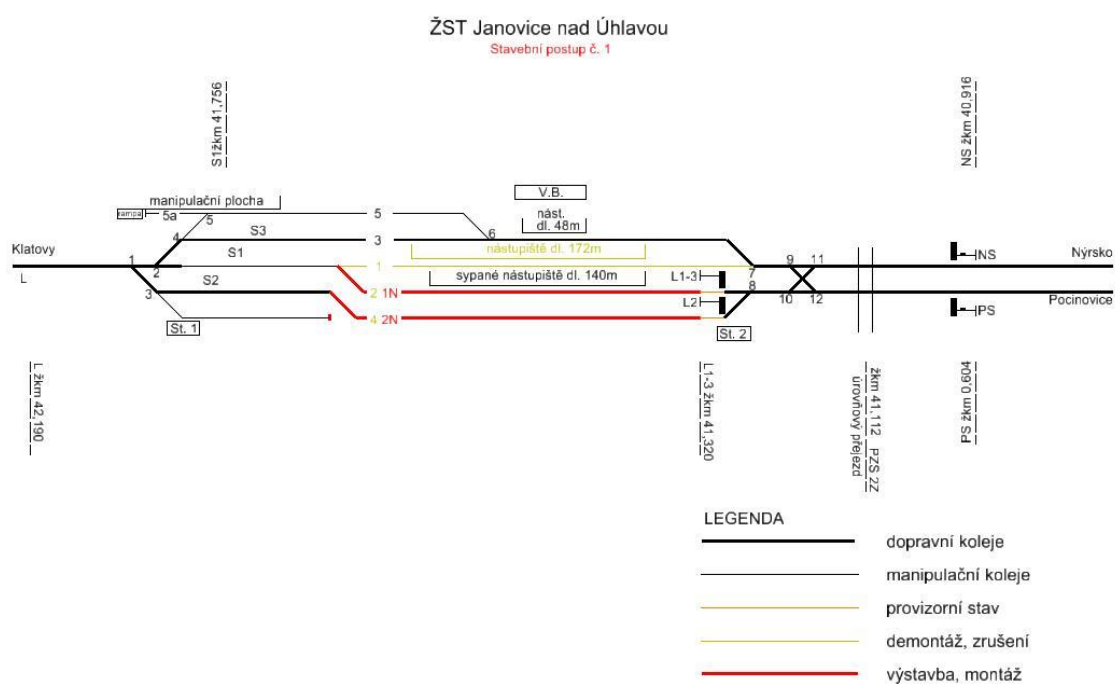 ŽST Janovice nad Úhlavou
Stavební postup č. 1
S1žkm 41,756
NS žkm 40,916
manipulační plocha
V.B.
rampa
5a
5
5
6
nást.
dl. 48m
4
S3
3
Klatovy
S1
nástupiště dl. 172m
9
11
NS
Nýrsko
1
2
1
sypané nástupiště dl. 140m
L1-3
7
L
8
3
S2
2 1N
L2
10
12
Pocinovice
St. 1
4 2N
St. 2
PS
L žkm 42,190
L1-3 žkm 41,320
žkm 41,112 PZS 2Z
úrovňový přejezd
PS žkm 0,604
LEGENDA
dopravní koleje
manipulační koleje
provizorní stav
demontáž, zrušení
výstavba, montáž